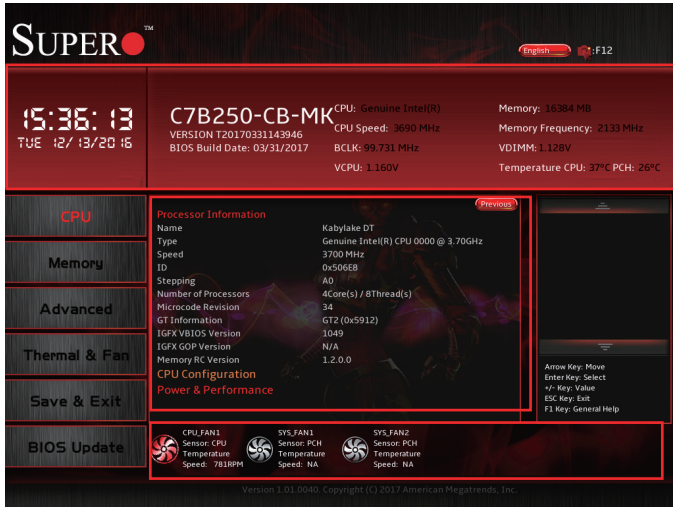 SUPER TM
English :F12
15:36:13
TUE 12/13/2016
C7B250-CB-MK
VERSION T20170331143946
BIOS Build Date: 03/31/2017
CPU: Genuine Intel(R)
CPU Speed: 3690 MHz
BCLK: 99.731 MHz
VCPU: 1.160V
Memory: 16384 MB
Memory Frequency: 2133 MHz
VDIMM: 1.128V
Temperature CPU: 37°C PCH: 26°C
CPU
Memory
Advanced
Thermal & Fan
Save & Exit
BIOS Update
Previous
Processor Information
Name Kabylake DT
Type Genuine Intel(R) CPU 0000 @ 3.70GHz
Speed 3700 MHz
ID 0x506E8
Stepping A0
Number of Processors 4Core(s) / 8Thread(s)
Microcode Revision 34
GT Information GT2 (0x5912)
IGFX VBIOS Version 1049
IGFX GOP Version N/A
Memory RC Version 1.2.0.0
CPU Configuration
Power & Performance
Arrow Key: Move
Enter Key: Select
+/- Key: Value
ESC Key: Exit
F1 Key: General Help
CPU_FAN1
Sensor: CPU
Temperature
Speed: 781RPM
SYS_FAN1
Sensor: PCH
Temperature
Speed: NA
SYS_FAN2
Sensor: PCH
Temperature
Speed: NA
Version 1.01.0040. Copyright (C) 2017 American Megatrends, Inc.